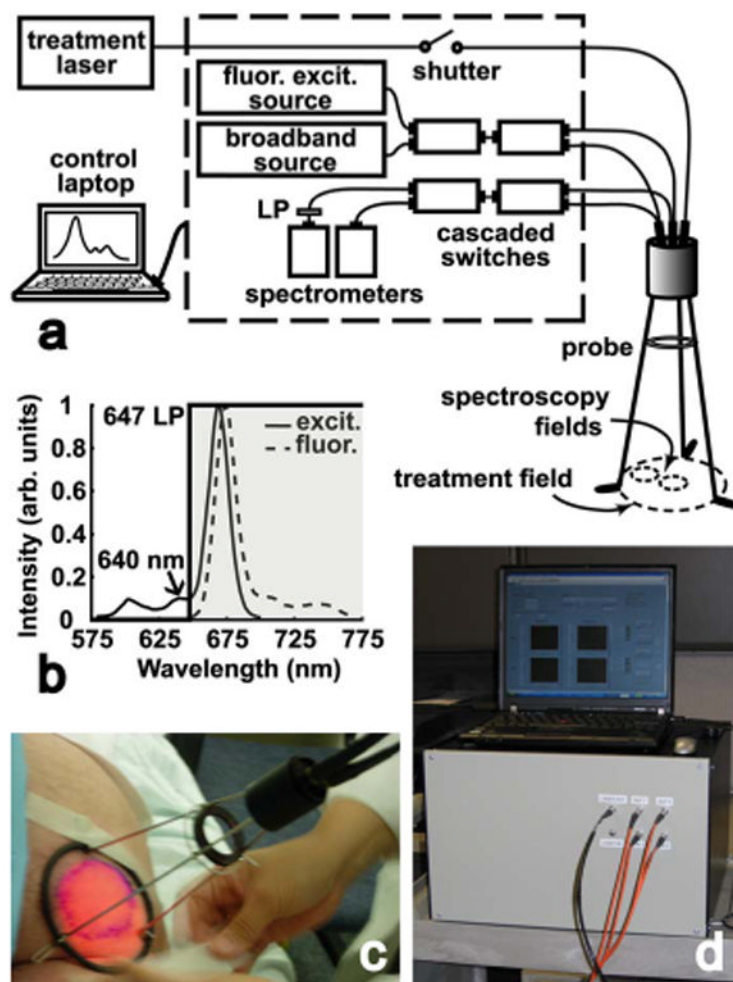 treatment
laser
shutter
fluor. excit.
source
broadband
source
control
laptop
LP
cascaded
switches
spectrometers
a
probe
spectroscopy
fields
treatment field
647 LP
excit.
fluor.
640 nm
Intensity (arb. units)
1
0.8
0.6
0.4
0.2
0
575 625 675 725 775
Wavelength (nm)
b
c
d